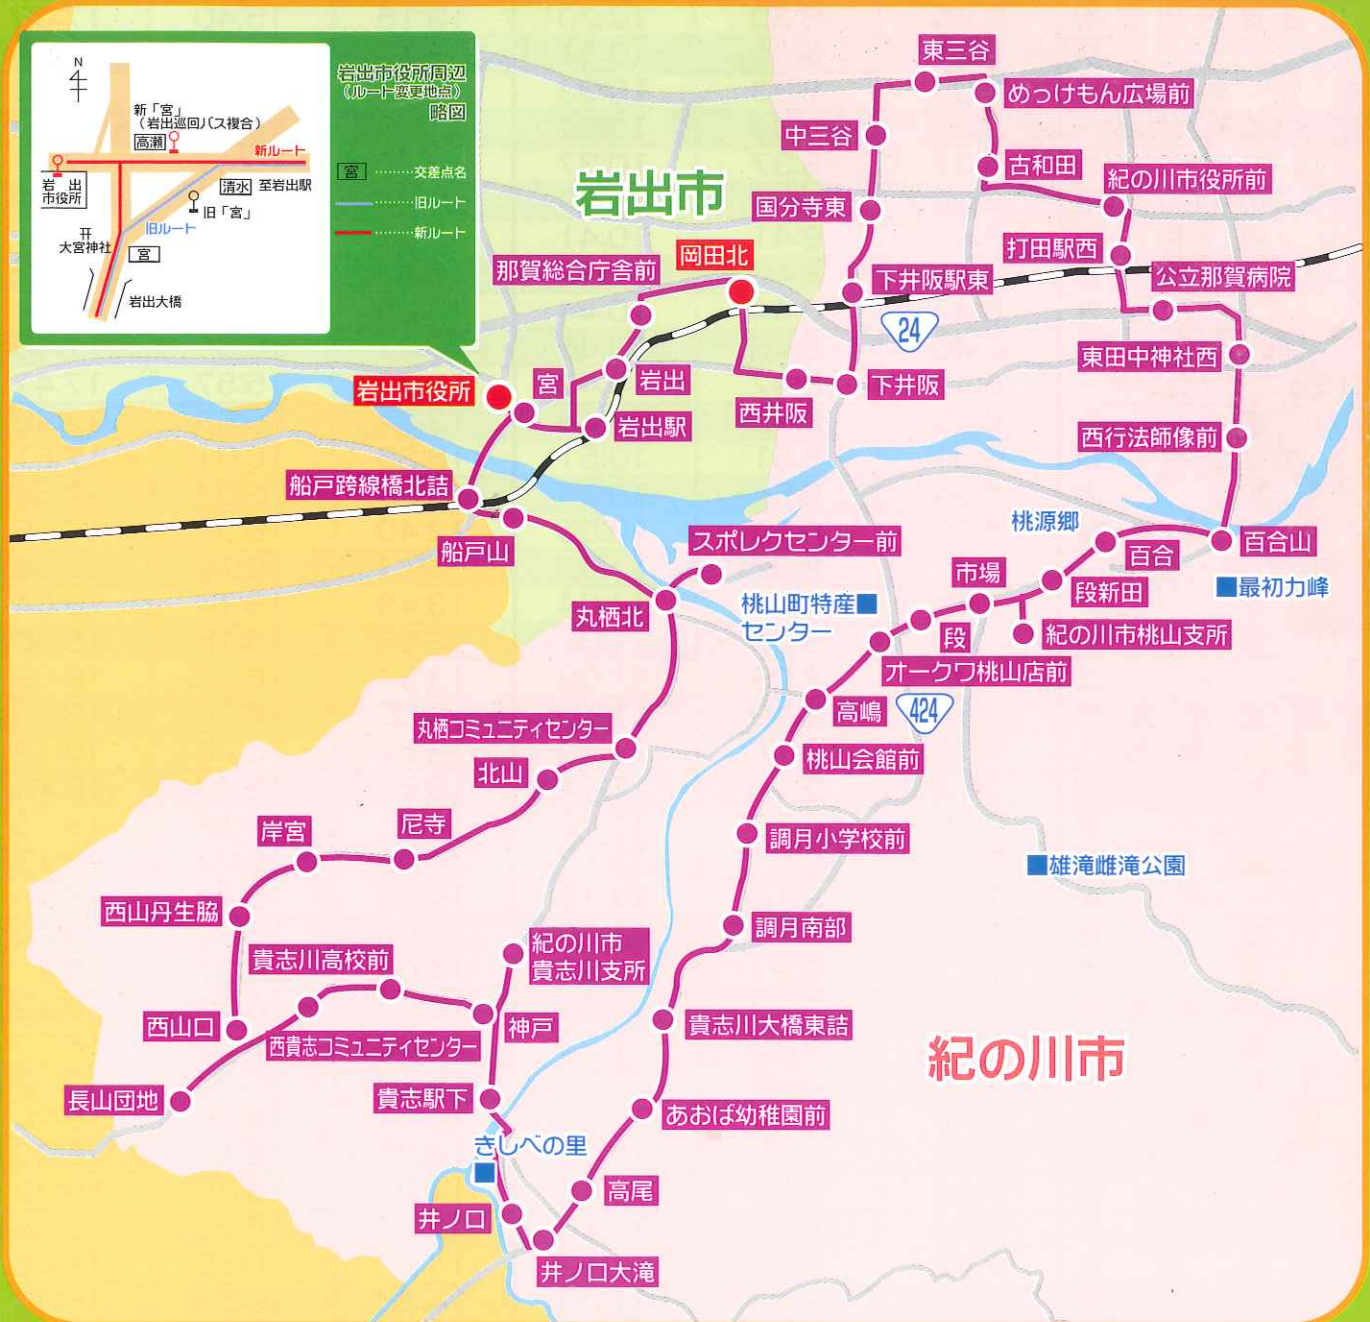 岩出市役所周辺
(ルート変更地点)
略図
N
新「宮」
(岩出巡回バス複合)
高瀬
新ルート
岩出
市役所
清水
至岩出駅
旧「宮」
旧ルート
大宮神社
宮
岩出大橋
宮 ……… 交差点名
……… 旧ルート
……… 新ルート
東三谷
めっけもん広場前
中三谷
古和田
岩出市
国分寺東
紀の川市役所前
岡田北
打田駅西
那賀総合庁舎前
下井阪駅東
公立那賀病院
24
東田中神社西
岩出市役所
宮
岩出
下井阪
西井阪
岩出駅
西行法師像前
船戸跨線橋北詰
桃源郷
スポレクセンター前
百合山
船戸山
百合
市場
最初力峰
段新田
桃山町特産
センター
丸栖北
段
紀の川市桃山支所
オークワ桃山店前
高嶋
424
丸栖コミュニティセンター
桃山会館前
北山
尼寺
岸宮
調月小学校前
雄滝雌滝公園
西山丹生脇
調月南部
紀の川市
貴志川支所
貴志川高校前
西山口
神戸
貴志川大橋東詰
西貴志コミュニティセンター
紀の川市
長山団地
貴志駅下
あおば幼稚園前
きしべの里
高尾
井ノ口
井ノ口大滝